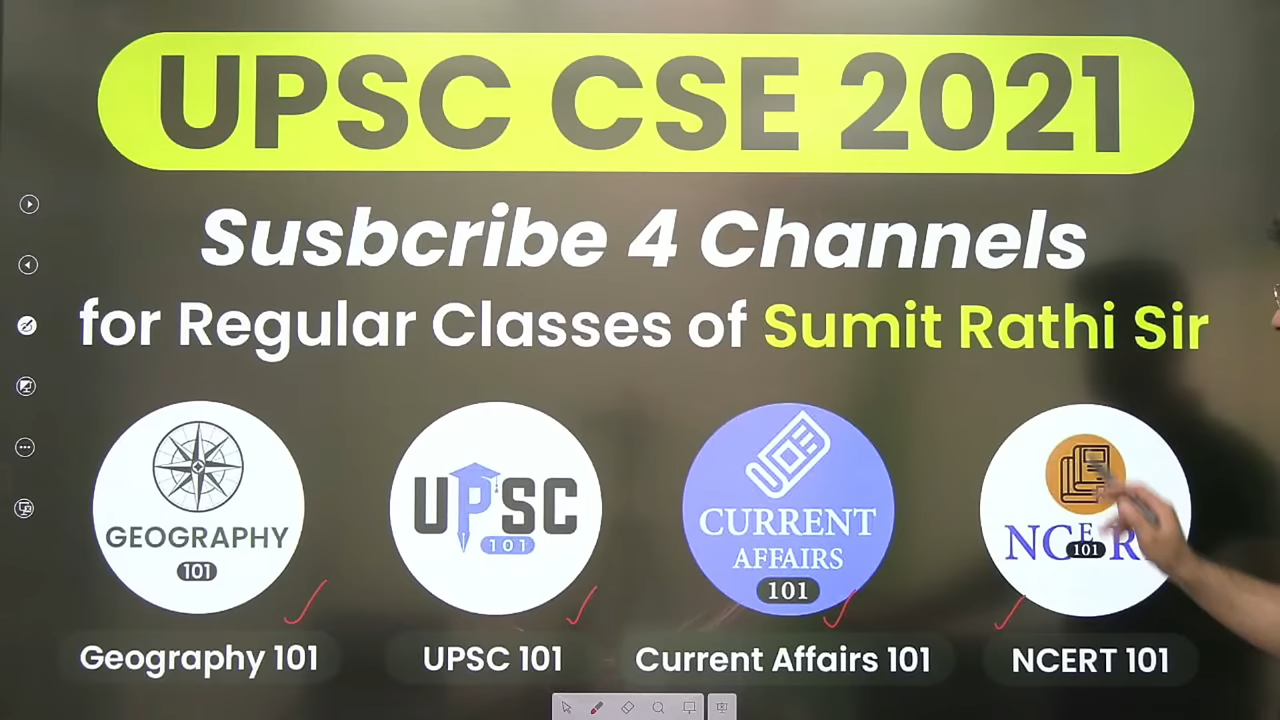 UPSC CSE 2021
Susbcribe 4 Channels
for Regular Classes of Sumit Rathi Sir
GEOGRAPHY
101
UPSC
101
CURRENT
AFFAIRS
101
NCER
101
Geography 101
UPSC 101
Current Affairs 101
NCERT 101